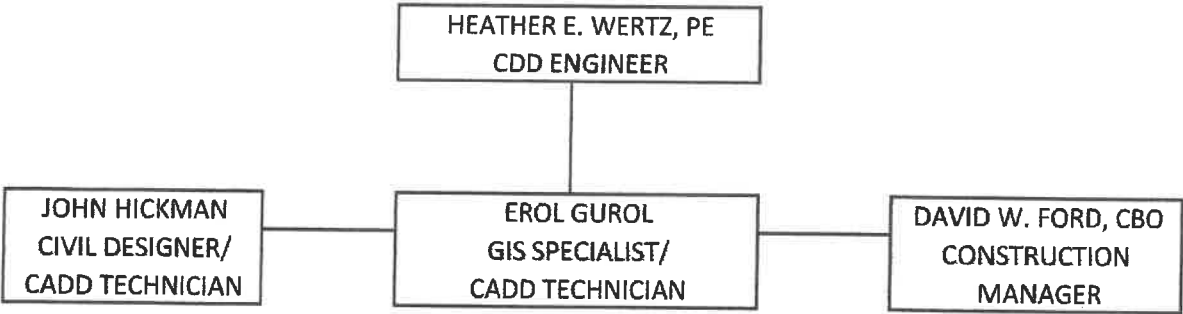 HEATHER E. WERTZ, PE
CDD ENGINEER
JOHN HICKMAN
CIVIL DESIGNER/
CADD TECHNICIAN
EROL GUROL
GIS SPECIALIST/
CADD TECHNICIAN
DAVID W. FORD, CBO
CONSTRUCTION
MANAGER